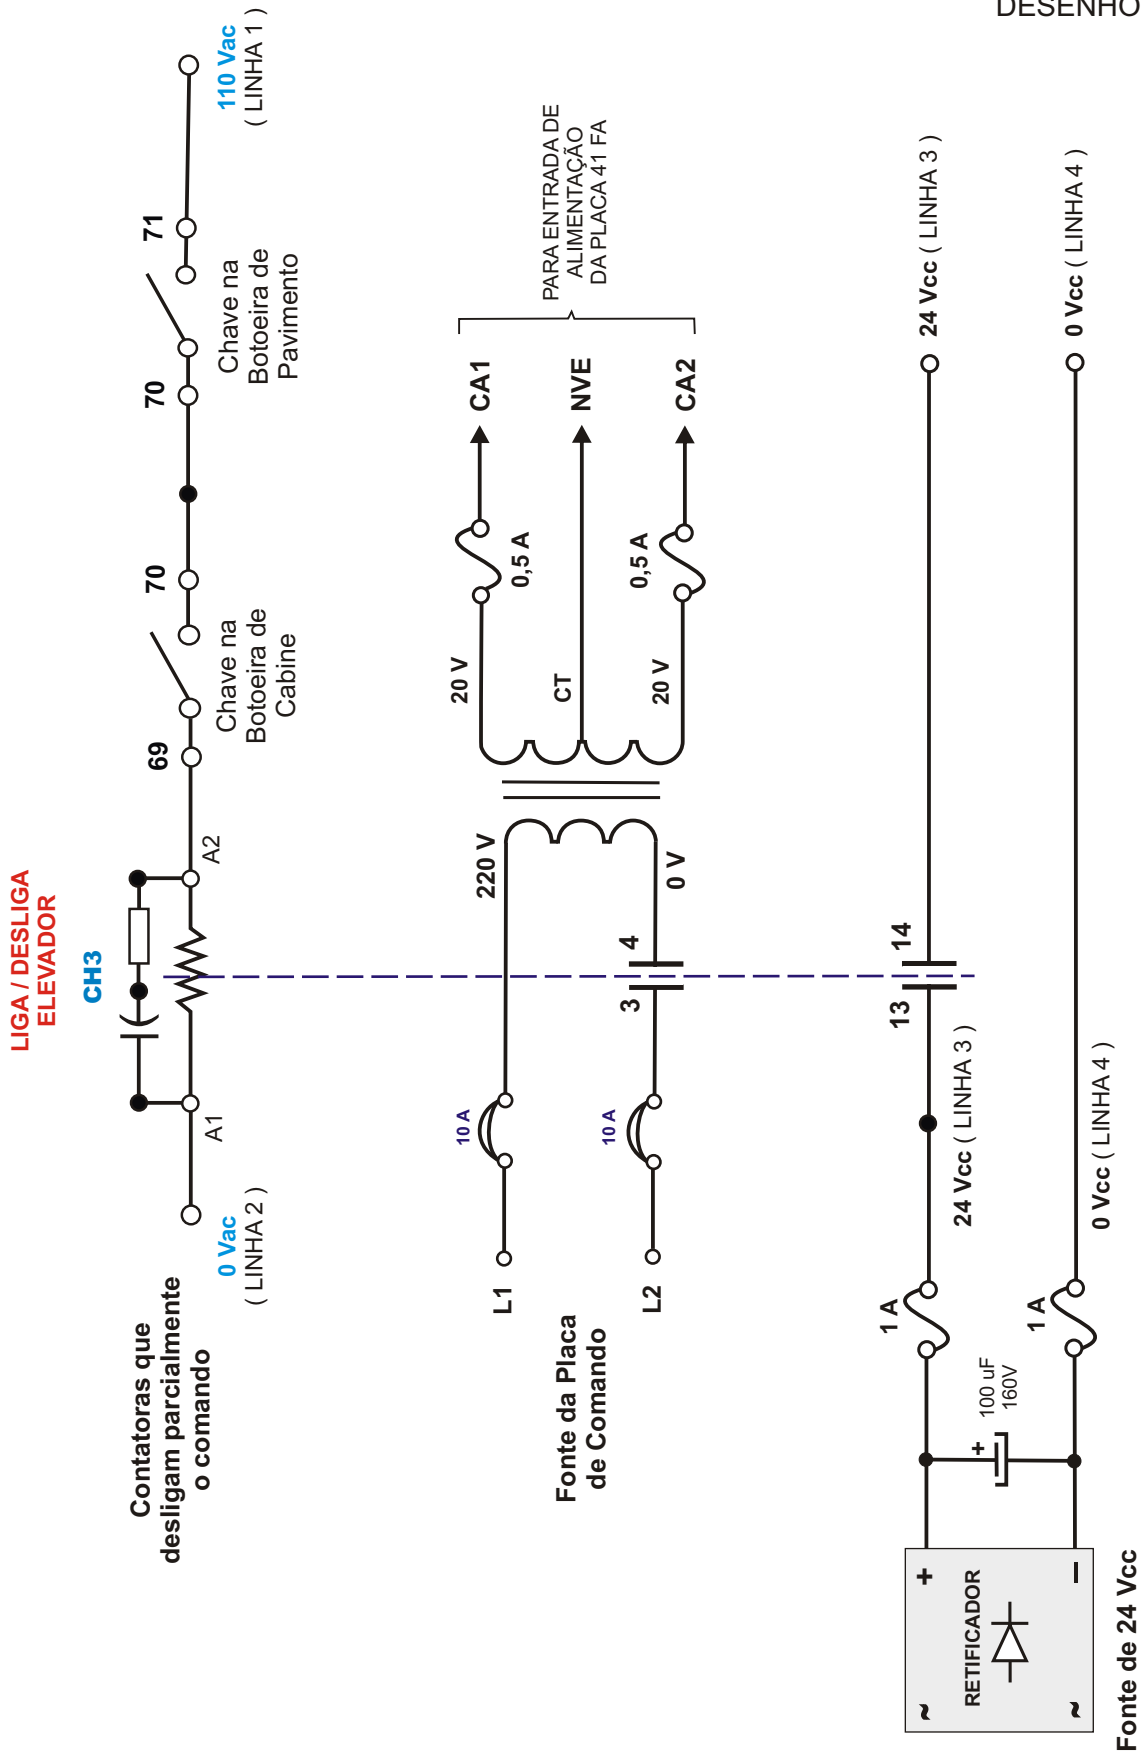 DESENHO
LIGA / DESLIGA
ELEVADOR
CH3
Contatoras que
desligam parcialmente
o comando
0 Vac
( LINHA 2 )
A1
A2
69
Chave na
Botoeira de
Cabine
70
70
Chave na
Botoeira de
Pavimento
71
110 Vac
( LINHA 1 )
Fonte da Placa
de Comando
L1
L2
10 A
10 A
3
4
220 V
0 V
20 V
CT
20 V
0,5 A
0,5 A
CA1
NVE
CA2
PARA ENTRADA DE
ALIMENTAÇÃO
DA PLACA 41 FA
Fonte de 24 Vcc
RETIFICADOR
~
~
+
–
+
100 uF
160V
1 A
1 A
24 Vcc ( LINHA 3 )
0 Vcc ( LINHA 4 )
13
14
24 Vcc ( LINHA 3 )
0 Vcc ( LINHA 4 )